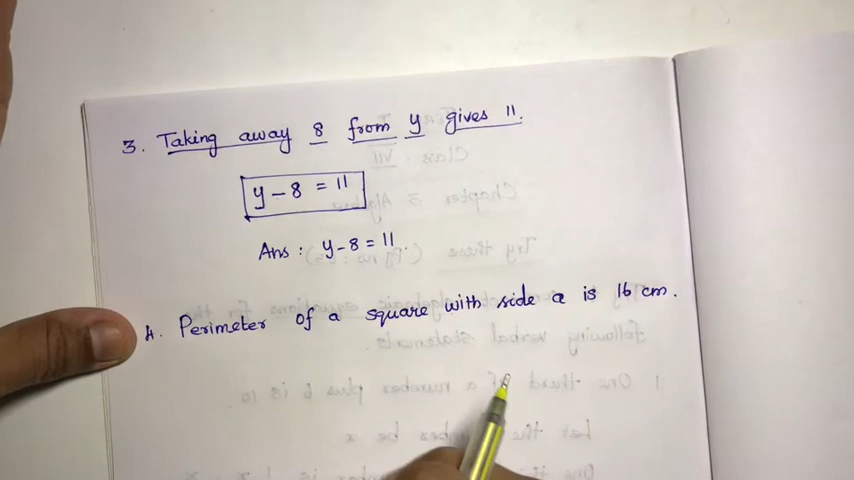 3. Taking away 8 from y gives 11.
y - 8 = 11
Ans : y - 8 = 11.
4. Perimeter of a square with side a is 16 cm.